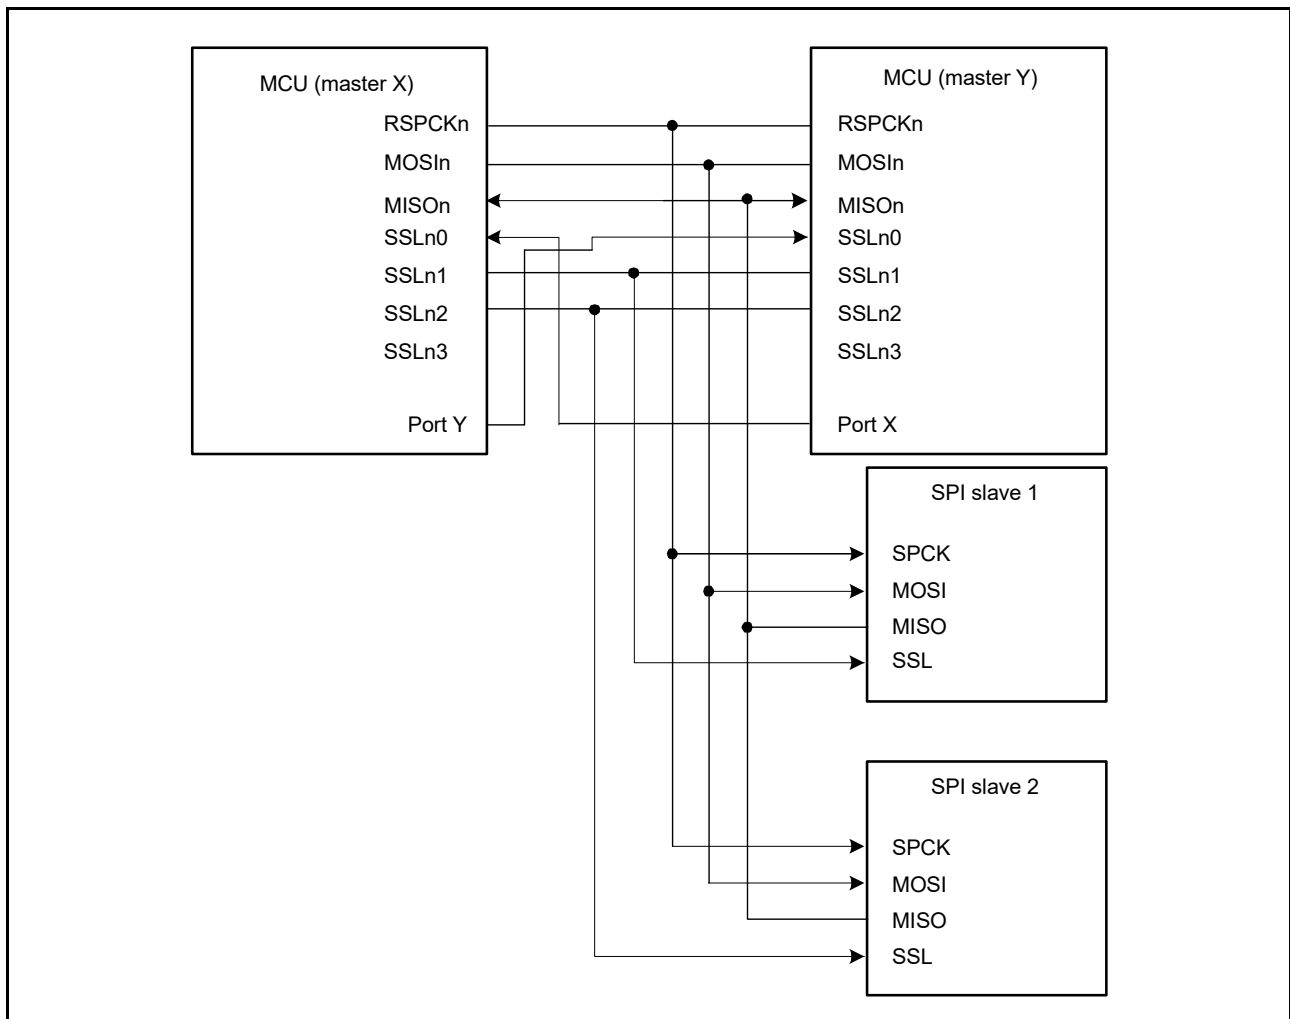 MCU (master X)
RSPCKn
MOSIn
MISOn
SSLn0
SSLn1
SSLn2
SSLn3
Port Y
MCU (master Y)
RSPCKn
MOSIn
MISOn
SSLn0
SSLn1
SSLn2
SSLn3
Port X
SPI slave 1
SPCK
MOSI
MISO
SSL
SPI slave 2
SPCK
MOSI
MISO
SSL